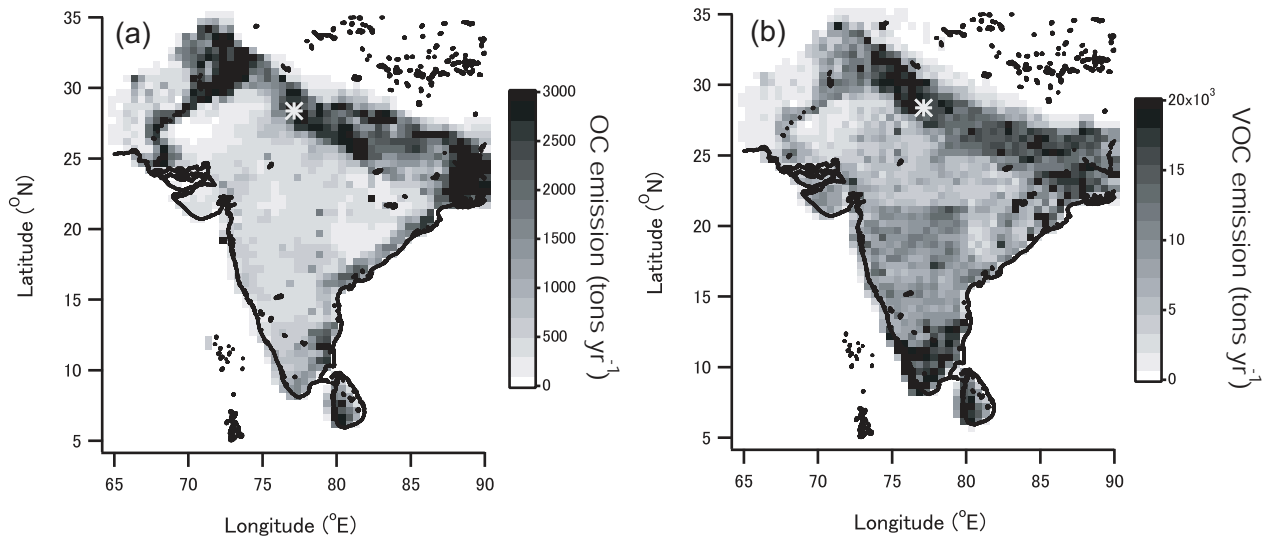 (a)
35
30
25
20
15
10
5
Latitude (°N)
65 70 75 80 85 90
Longitude (°E)
3000
2500
2000
1500
1000
500
0
OC emission (tons yr⁻¹)
(b)
35
30
25
20
15
10
5
Latitude (°N)
65 70 75 80 85 90
Longitude (°E)
20x10³
15
10
5
0
VOC emission (tons yr⁻¹)